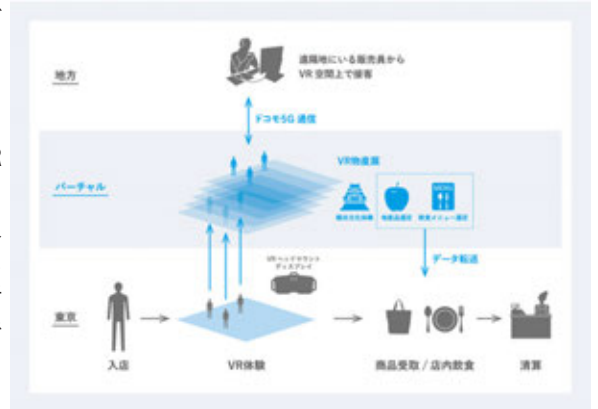 地方
遠隔地にいる販売員から
VR 空間上で接客
ドコモ5G 通信
バーチャル
VR物産展
MENU
データ転送
VRヘッドマウント
ディスプレイ
東京
入店
VR体験
商品受取 / 店内飲食
清算